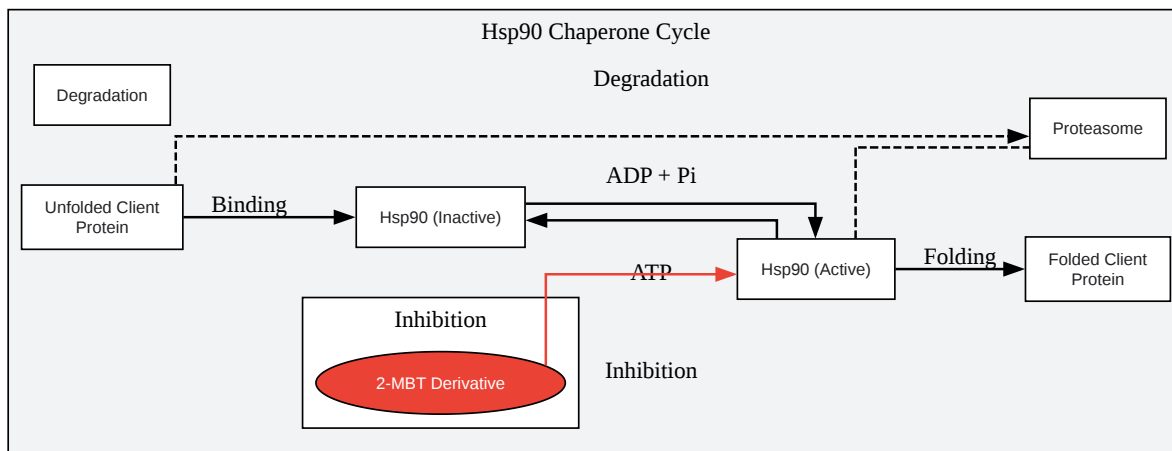 Hsp90 Chaperone Cycle
Degradation
Degradation
Proteasome
ADP + Pi
Unfolded Client
Protein
Binding
Hsp90 (Inactive)
Hsp90 (Active)
Folding
Folded Client
Protein
ATP
Inhibition
2-MBT Derivative
Inhibition